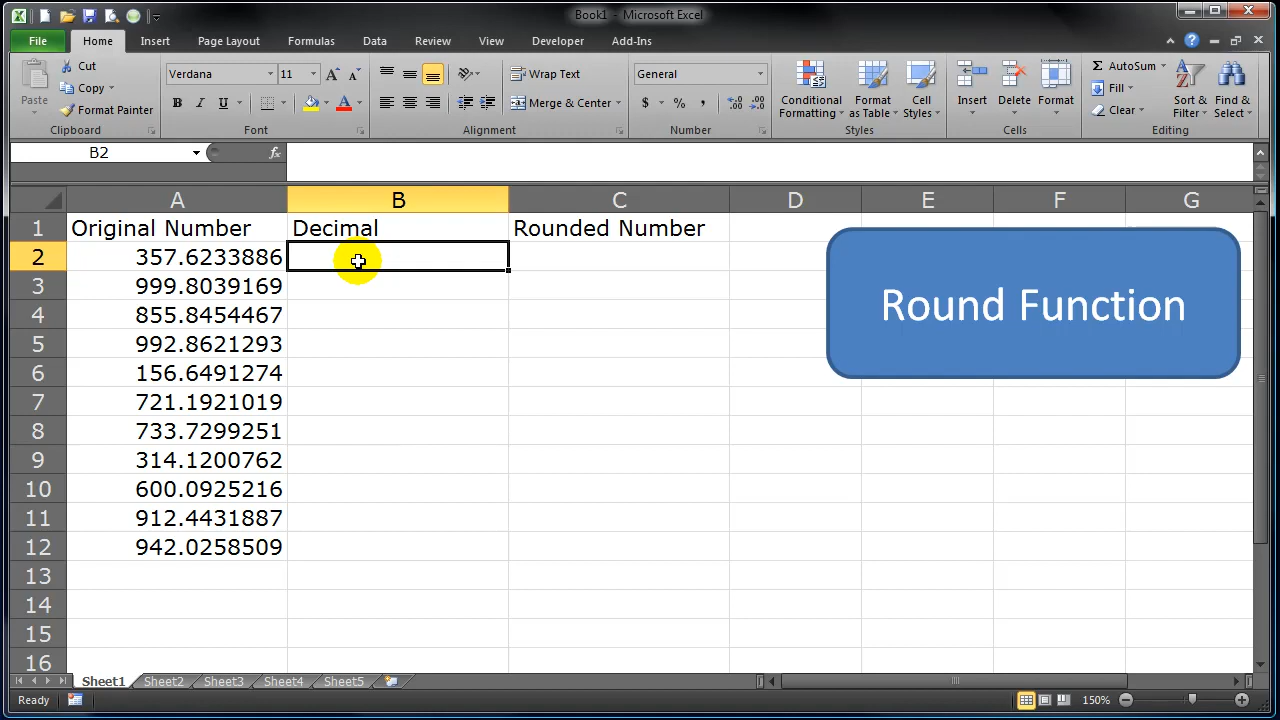 Book1 - Microsoft Excel
File Home Insert Page Layout Formulas Data Review View Developer Add-Ins
Paste
Cut
Copy
Format Painter
Clipboard
Verdana 11 A A
B I U A
Font
Wrap Text
Merge & Center
Alignment
General
$ % ,
Number
Conditional Formatting
Format as Table
Cell Styles
Styles
Insert Delete Format
Cells
Σ AutoSum
Fill
Clear
Sort & Filter
Find & Select
Editing
B2 fx
A B C D E F G
1 Original Number Decimal Rounded Number
2 357.6233886
3 999.8039169
4 855.8454467
5 992.8621293
6 156.6491274
7 721.1921019
8 733.7299251
9 314.1200762
10 600.0925216
11 912.4431887
12 942.0258509
13
14
15
16
Round Function
Sheet1 Sheet2 Sheet3 Sheet4 Sheet5
Ready 150%